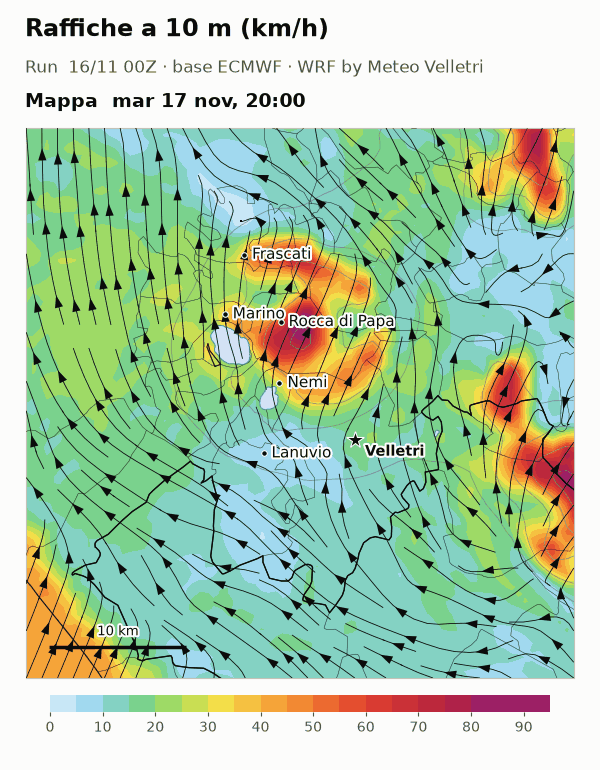 Raffiche a 10 m (km/h)
Run  16/11 00Z · base ECMWF · WRF by Meteo Velletri
Mappa  mar 17 nov, 20:00
Frascati
Marino
Rocca di Papa
Nemi
Velletri
Lanuvio
10 km
0 10 20 30 40 50 60 70 80 90